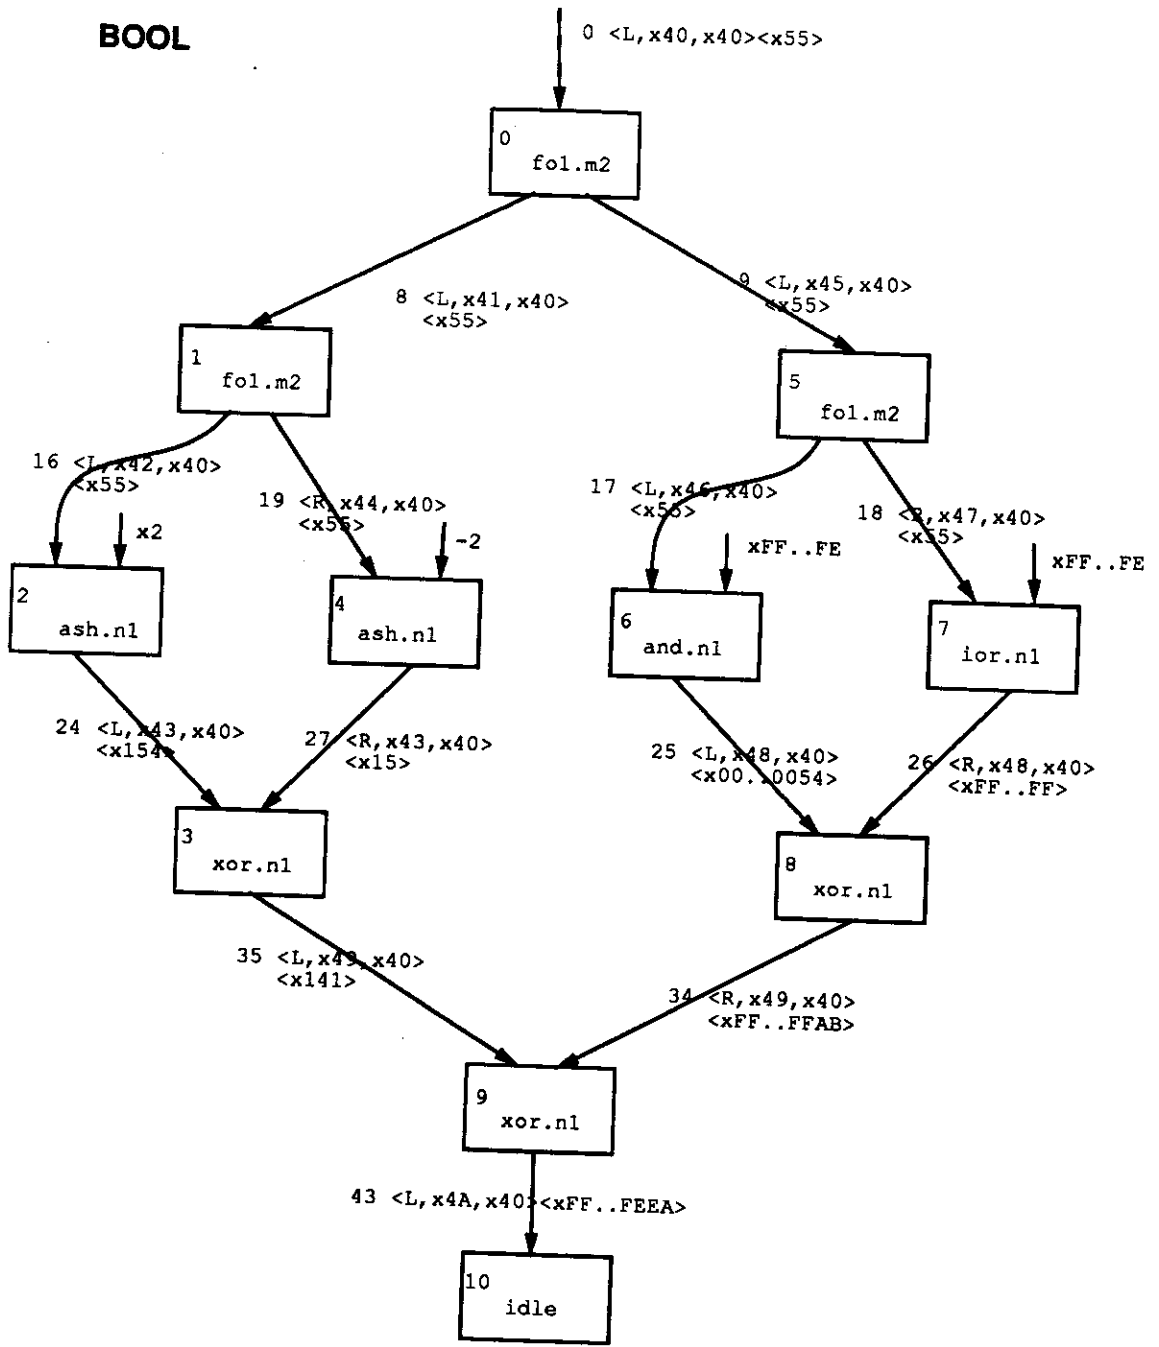 BOOL
0 <L,x40,x40><x55>
0
fol.m2
8 <L,x41,x40>
<x55>
9 <L,x45,x40>
<x55>
1
fol.m2
5
fol.m2
16 <L,x42,x40>
<x55>
19 <R,x44,x40>
<x55>
17 <L,x46,x40>
<x55>
18 <R,x47,x40>
<x55>
x2
-2
xFF..FE
xFF..FE
2
ash.n1
4
ash.n1
6
and.n1
7
ior.n1
24 <L,x43,x40>
<x154>
27 <R,x43,x40>
<x15>
25 <L,x48,x40>
<x00..0054>
26 <R,x48,x40>
<xFF..FF>
3
xor.n1
8
xor.n1
35 <L,x49,x40>
<x141>
34 <R,x49,x40>
<xFF..FFAB>
9
xor.n1
43 <L,x4A,x40><xFF..FEEA>
10
idle